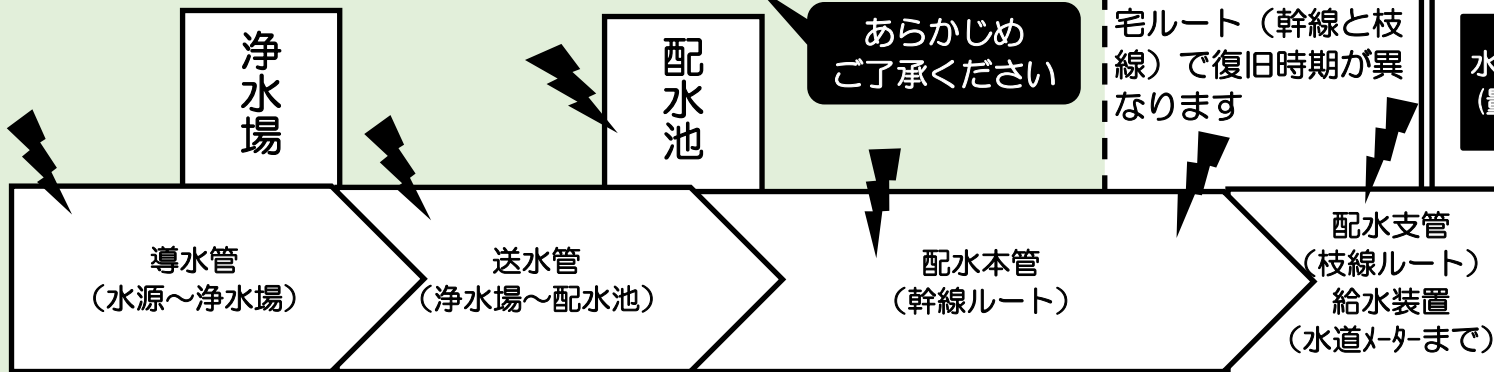 浄水場
配水池
あらかじめ
ご了承ください
宅ルート（幹線と枝
線）で復旧時期が異
なります
水
導水管
（水源～浄水場）
送水管
（浄水場～配水池）
配水本管
（幹線ルート）
配水支管
（枝線ルート）
給水装置
（水道ﾒｰﾀｰまで）